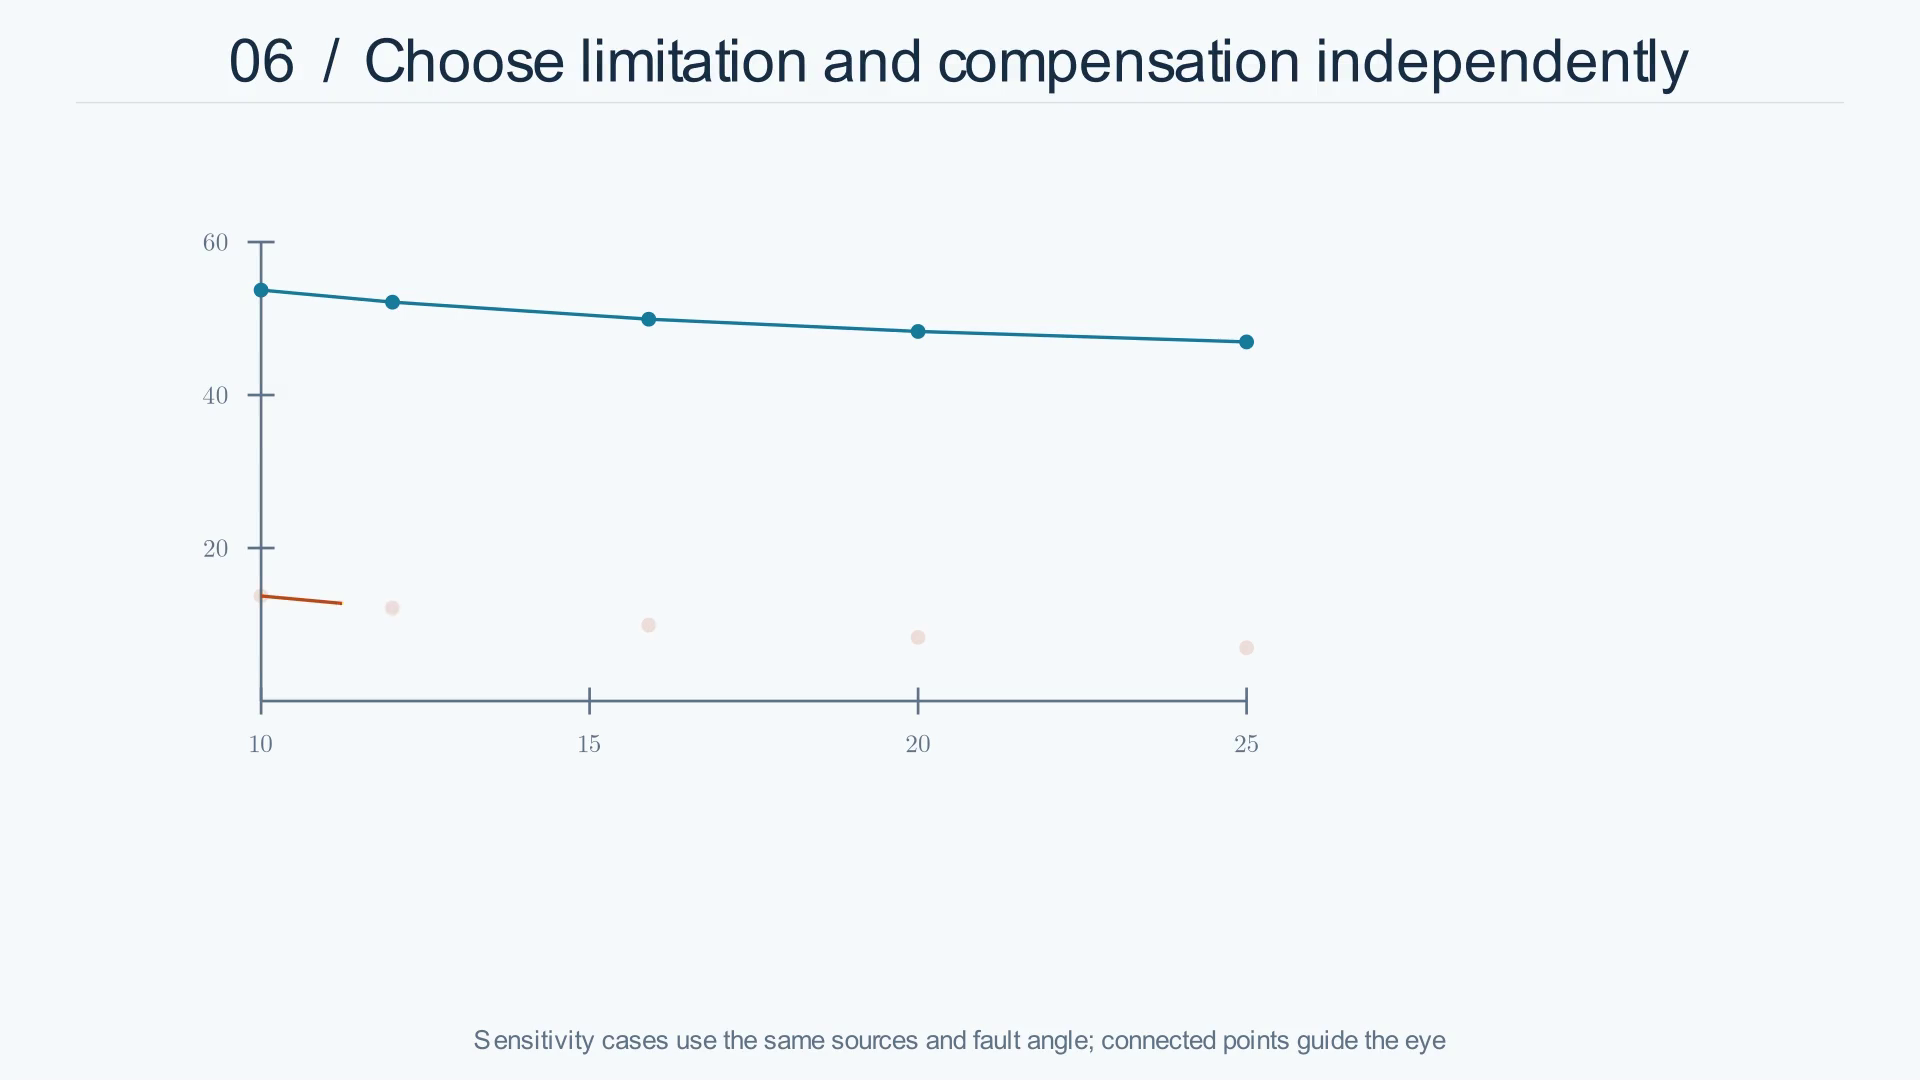 06 / Choose limitation and compensation independently
60
40
20
10 15 20 25
Sensitivity cases use the same sources and fault angle; connected points guide the eye